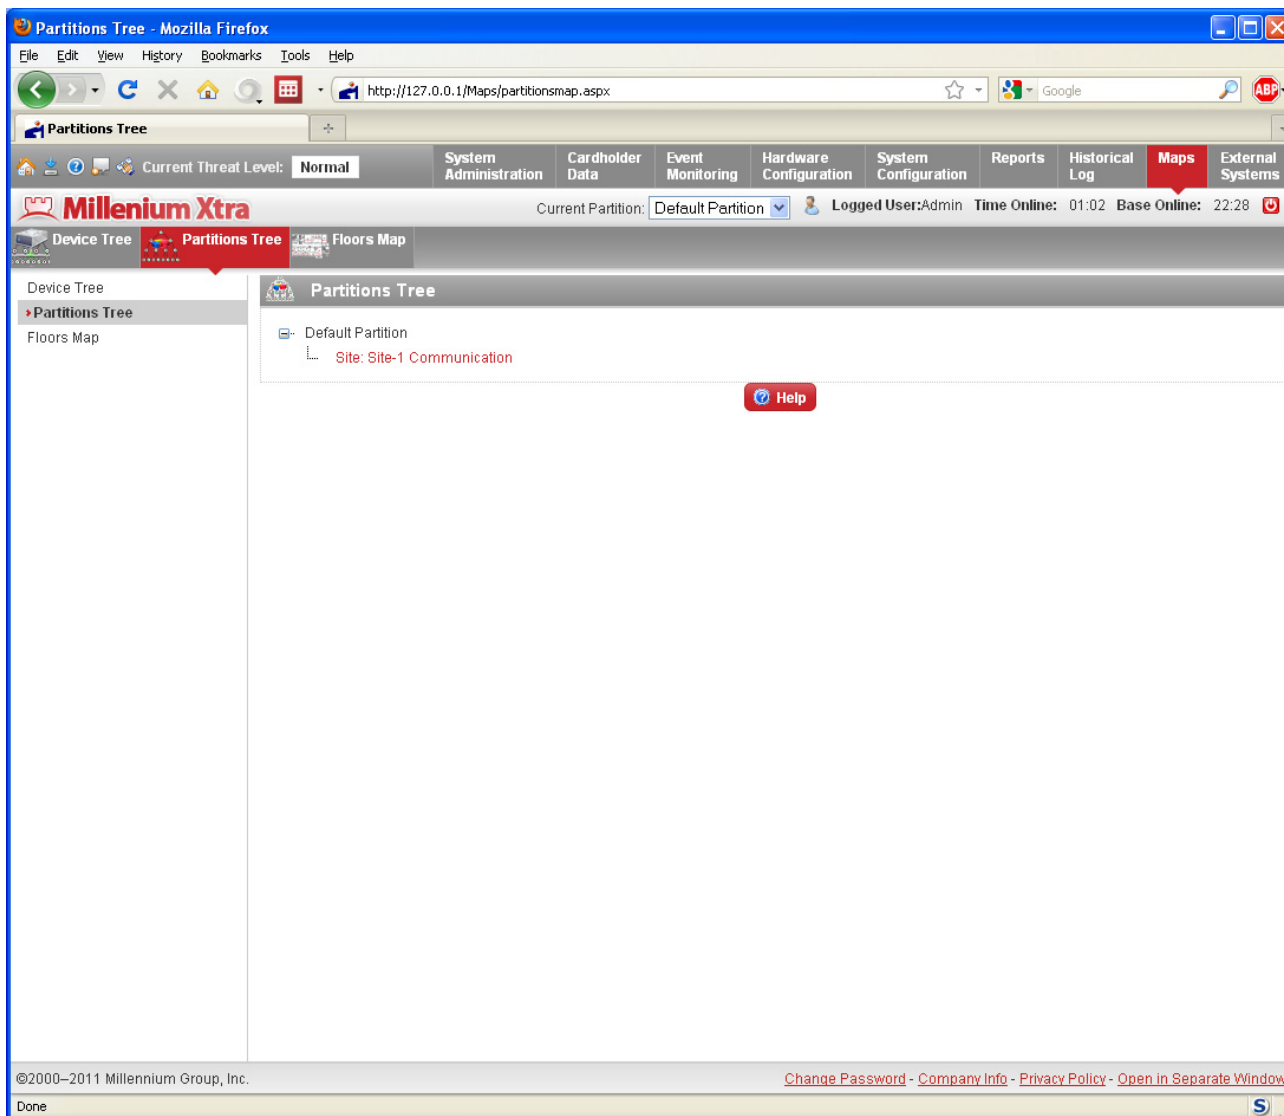 Partitions Tree - Mozilla Firefox
File Edit View History Bookmarks Tools Help
http://127.0.0.1/Maps/partitionsmap.aspx Google ABP
Partitions Tree
Current Threat Level: Normal System Administration Cardholder Data Event Monitoring Hardware Configuration System Configuration Reports Historical Log Maps External Systems
Millenium Xtra Current Partition: Default Partition Logged User:Admin Time Online: 01:02 Base Online: 22:28
Device Tree Partitions Tree Floors Map
Device Tree
Partitions Tree
Floors Map
Partitions Tree
Default Partition
Site: Site-1 Communication
Help
©2000–2011 Millennium Group, Inc. Change Password - Company Info - Privacy Policy - Open in Separate Window
Done S